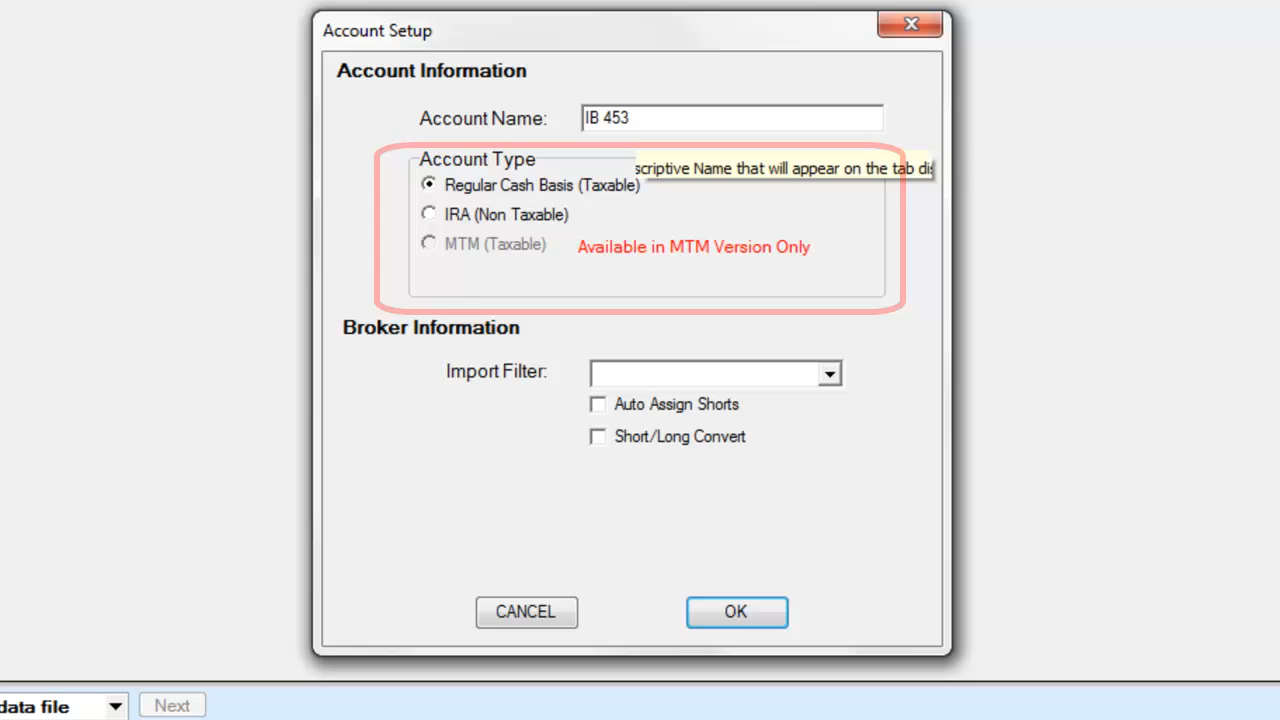 Account Setup
Account Information
Account Name: IB 453
Account Type
scriptive Name that will appear on the tab
Regular Cash Basis (Taxable)
IRA (Non Taxable)
MTM (Taxable) Available in MTM Version Only
Broker Information
Import Filter:
Auto Assign Shorts
Short/Long Convert
CANCEL OK
data file Next